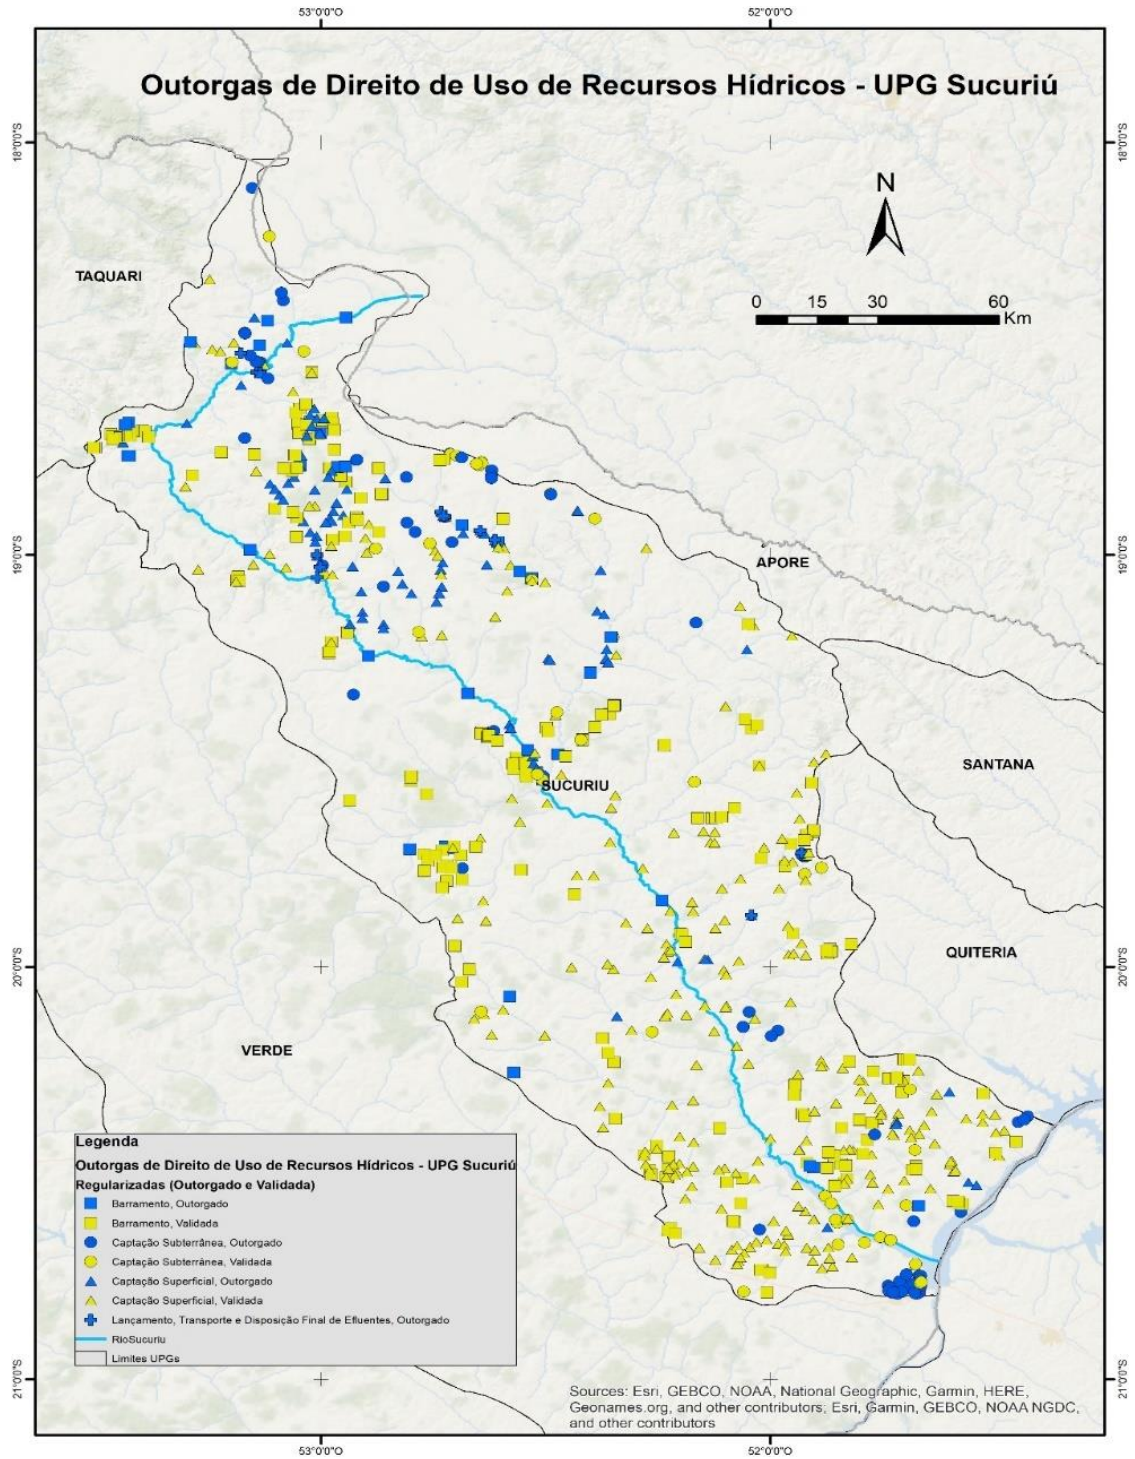 53°0'0"O
52°0'0"O
Outorgas de Direito de Uso de Recursos Hídricos - UPG Sucuriú
18°0'0"S
18°0'0"S
N
TAQUARI
0 15 30 60
Km
19°0'0"S
19°0'0"S
APORE
SANTANA
SUCURIU
QUITERIA
20°0'0"S
20°0'0"S
VERDE
Legenda
Outorgas de Direito de Uso de Recursos Hídricos - UPG Sucuriú
Regularizadas (Outorgado e Validada)
Barramento, Outorgado
Barramento, Validada
Captação Subterrânea, Outorgado
Captação Subterrânea, Validada
Captação Superficial, Outorgado
Captação Superficial, Validada
Lançamento, Transporte e Disposição Final de Efluentes, Outorgado
RioSucuriu
Limites UPGs
21°0'0"S
21°0'0"S
Sources: Esri, GEBCO, NOAA, National Geographic, Garmin, HERE,
Geonames.org, and other contributors; Esri, Garmin, GEBCO, NOAA NGDC,
and other contributors
53°0'0"O
52°0'0"O